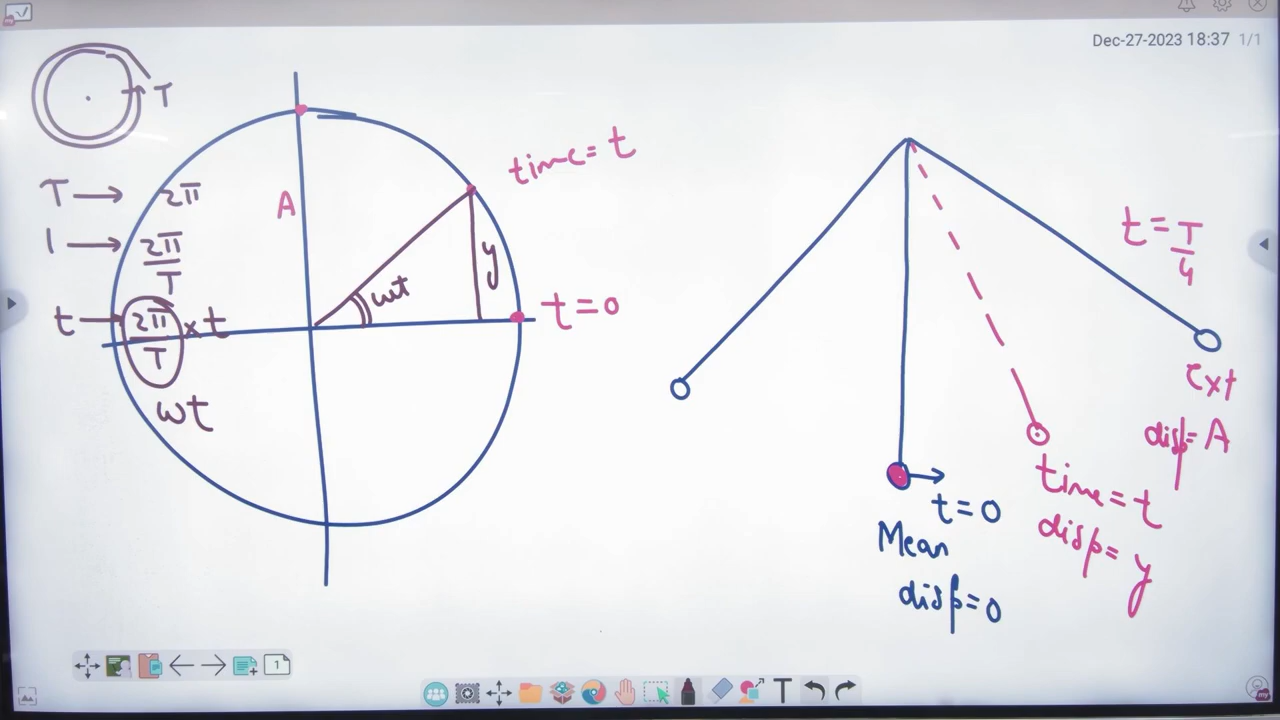 Dec-27-2023 18:37 1/1
T
T → 2π
1 → 2π/T
t → 2π/T × t
ωt
A
time = t
y
ωt
t = 0
t = T/4
Ext
disp = A
time = t
disp = y
t = 0
Mean
disp = 0
1
T